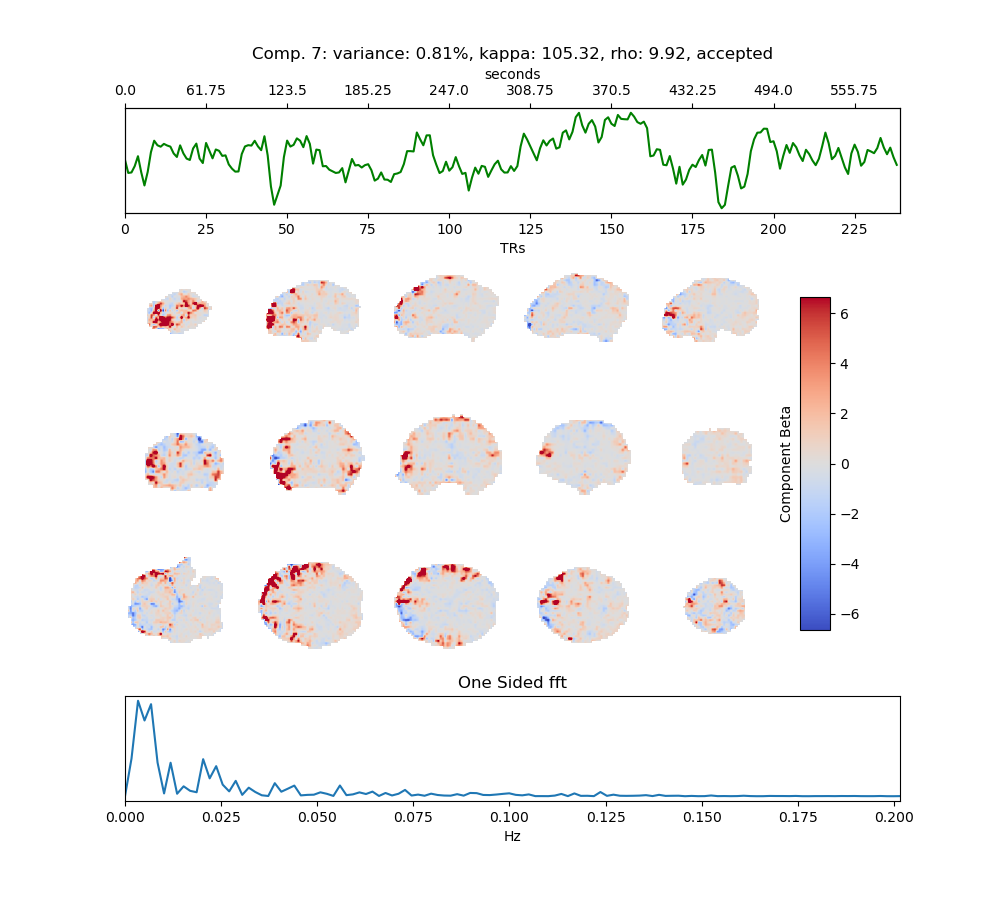 Comp. 7: variance: 0.81%, kappa: 105.32, rho: 9.92, accepted
seconds
0.0 61.75 123.5 185.25 247.0 308.75 370.5 432.25 494.0 555.75
0 25 50 75 100 125 150 175 200 225
TRs
6
4
2
0
−2
−4
−6
Component Beta
One Sided fft
0.000 0.025 0.050 0.075 0.100 0.125 0.150 0.175 0.200
Hz